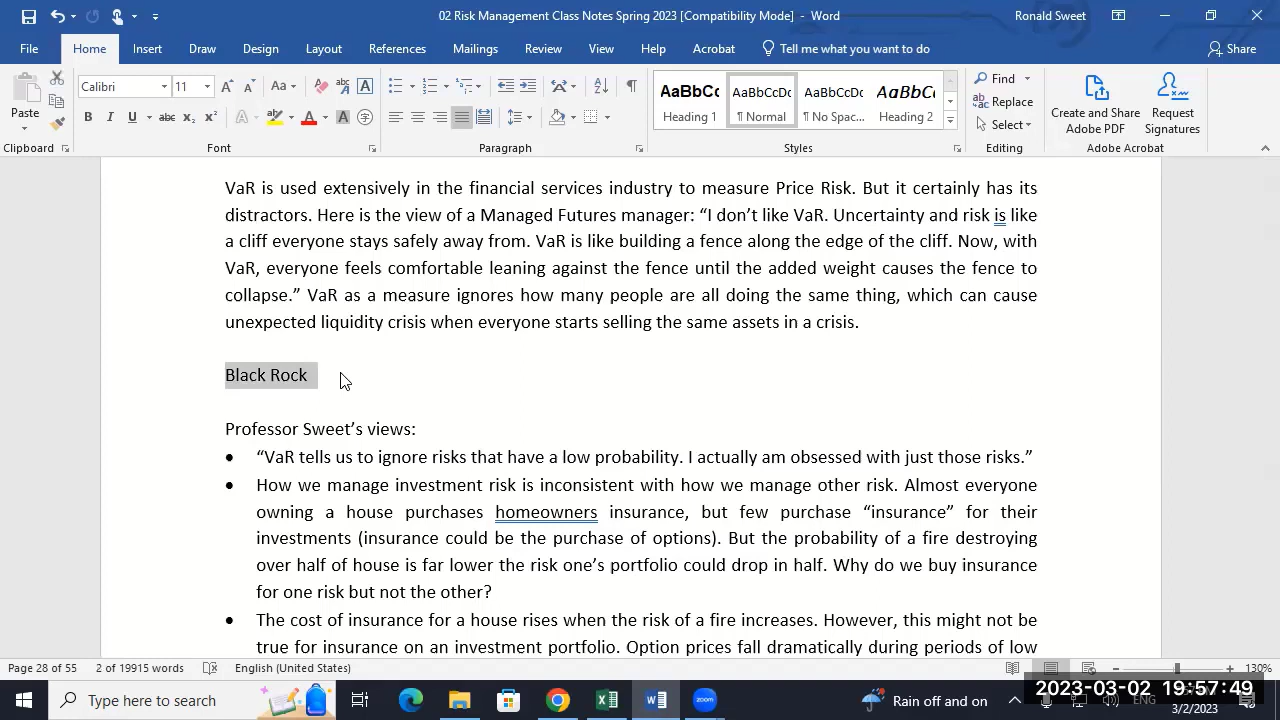 02 Risk Management Class Notes Spring 2023 [Compatibility Mode] - Word
Ronald Sweet
File Home Insert Draw Design Layout References Mailings Review View Help Acrobat Tell me what you want to do Share
Paste
Calibri 11
B I U abc x₂ x²
Aa
A
AaBbCc AaBbCcDc AaBbCcDc AaBbC
Heading 1 ¶ Normal ¶ No Spac... Heading 2
Find
Replace
Select
Create and Share
Adobe PDF
Request
Signatures
Clipboard Font Paragraph Styles Editing Adobe Acrobat
VaR is used extensively in the financial services industry to measure Price Risk. But it certainly has its
distractors. Here is the view of a Managed Futures manager: “I don’t like VaR. Uncertainty and risk is like
a cliff everyone stays safely away from. VaR is like building a fence along the edge of the cliff. Now, with
VaR, everyone feels comfortable leaning against the fence until the added weight causes the fence to
collapse.” VaR as a measure ignores how many people are all doing the same thing, which can cause
unexpected liquidity crisis when everyone starts selling the same assets in a crisis.
Black Rock
Professor Sweet’s views:
• “VaR tells us to ignore risks that have a low probability. I actually am obsessed with just those risks.”
• How we manage investment risk is inconsistent with how we manage other risk. Almost everyone
owning a house purchases homeowners insurance, but few purchase “insurance” for their
investments (insurance could be the purchase of options). But the probability of a fire destroying
over half of house is far lower the risk one’s portfolio could drop in half. Why do we buy insurance
for one risk but not the other?
• The cost of insurance for a house rises when the risk of a fire increases. However, this might not be
true for insurance on an investment portfolio. Option prices fall dramatically during periods of low
Page 28 of 55 2 of 19915 words English (United States) 130%
Type here to search
Rain off and on
ENG
2023-03-02 19:57:49
3/2/2023